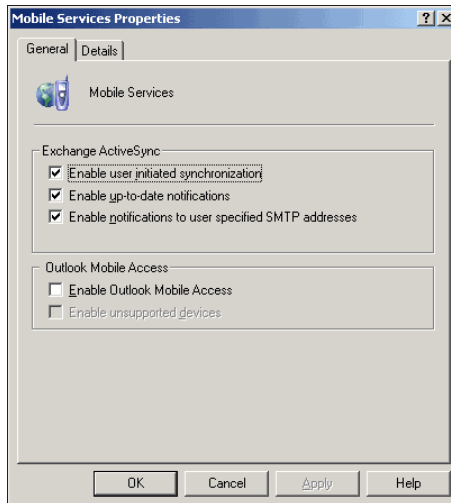 Mobile Services Properties
General Details
Mobile Services
Exchange ActiveSync
Enable user initiated synchronization
Enable up-to-date notifications
Enable notifications to user specified SMTP addresses
Outlook Mobile Access
Enable Outlook Mobile Access
Enable unsupported devices
OK Cancel Apply Help